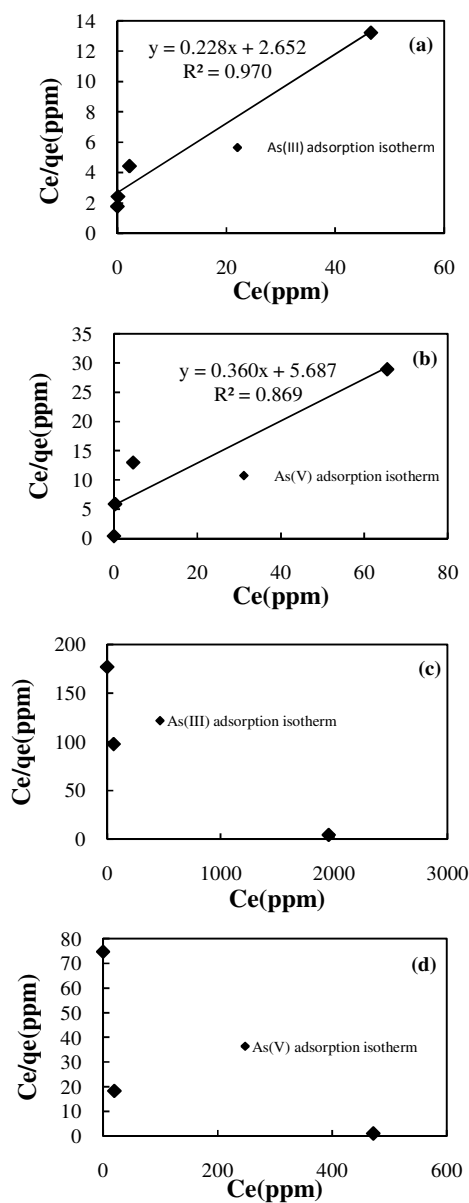 14
12
10
8
6
4
2
0
Ce/qe(ppm)
y = 0.228x + 2.652
R² = 0.970
(a)
As(III) adsorption isotherm
0 20 40 60
Ce(ppm)
35
30
25
20
15
10
5
0
Ce/qe(ppm)
y = 0.360x + 5.687
R² = 0.869
(b)
As(V) adsorption isotherm
0 20 40 60 80
Ce(ppm)
200
150
100
50
0
Ce/qe(ppm)
(c)
As(III) adsorption isotherm
0 1000 2000 3000
Ce(ppm)
80
70
60
50
40
30
20
10
0
Ce/qe(ppm)
(d)
As(V) adsorption isotherm
0 200 400 600
Ce(ppm)